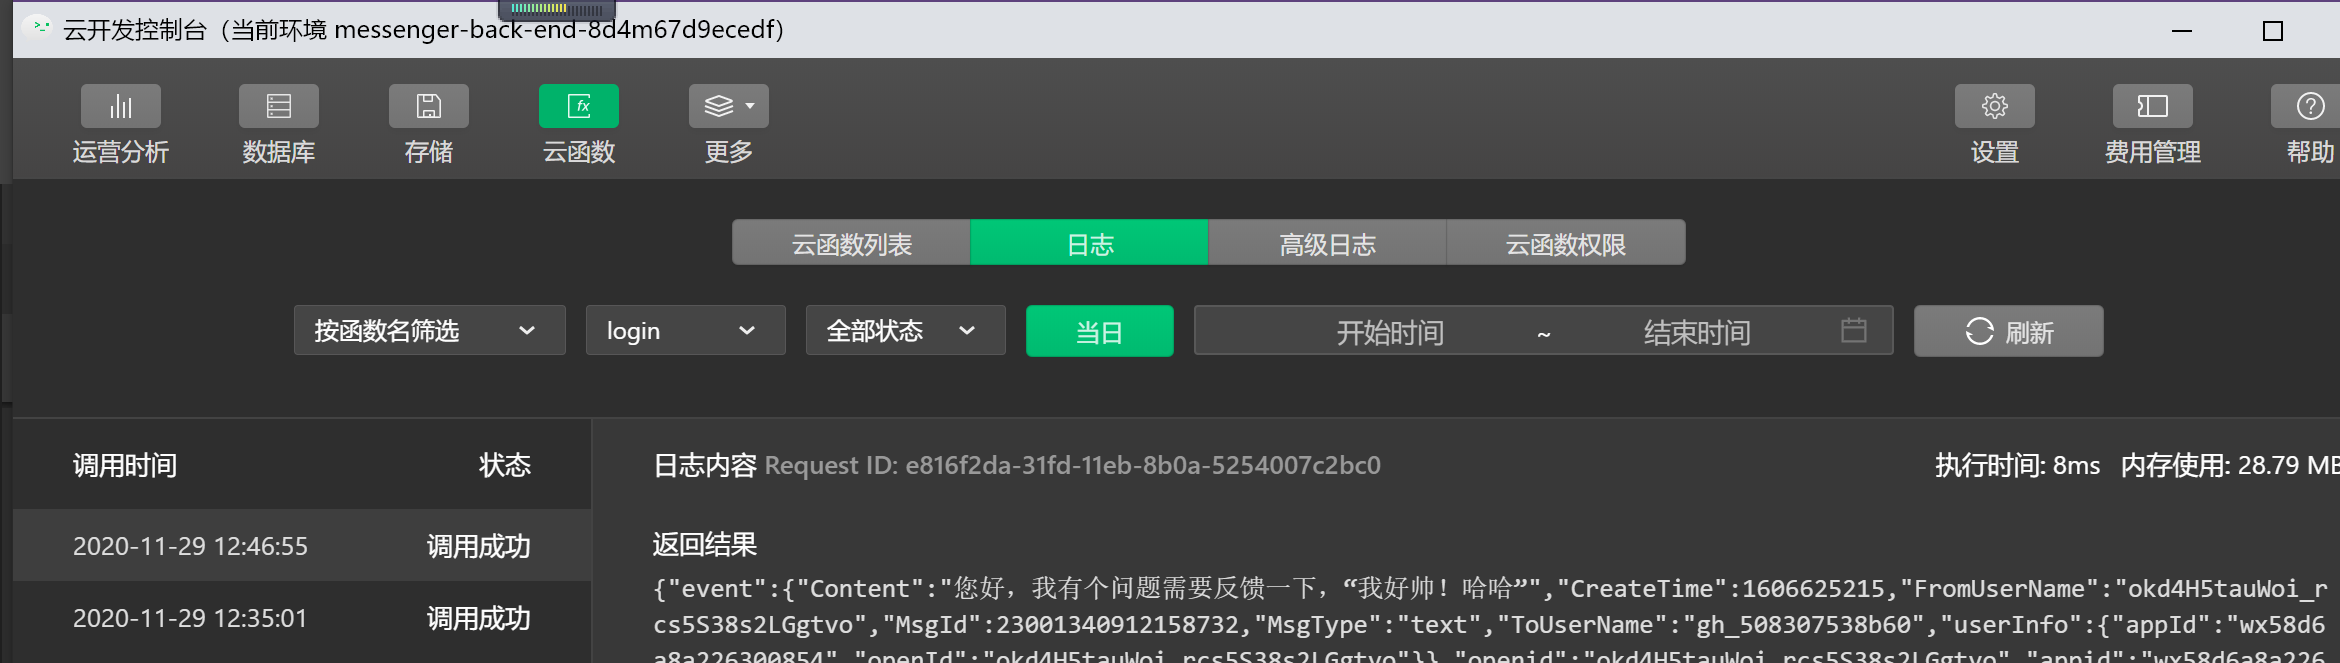 云开发控制台（当前环境 messenger-back-end-8d4m67d9ecedf）
运营分析 数据库 存储 云函数 更多 设置 费用管理 帮助
云函数列表 日志 高级日志 云函数权限
按函数名筛选 login 全部状态 当日 开始时间 ~ 结束时间 刷新
调用时间 状态 日志内容 Request ID: e816f2da-31fd-11eb-8b0a-5254007c2bc0 执行时间: 8ms 内存使用: 28.79 MB
2020-11-29 12:46:55 调用成功
返回结果
{"event":{"Content":"您好，我有个问题需要反馈一下，“我好帅！哈哈”","CreateTime":1606625215,"FromUserName":"okd4H5tauWoi_r
2020-11-29 12:35:01 调用成功
cs5S38s2LGgtvo","MsgId":23001340912158732,"MsgType":"text","ToUserName":"gh_508307538b60","userInfo":{"appId":"wx58d6
a8a226300854","openId":"okd4H5tauWoi_rcs5S38s2LGgtvo"}},"openid":"okd4H5tauWoi_rcs5S38s2LGgtvo","appid":"wx58d6a8a226